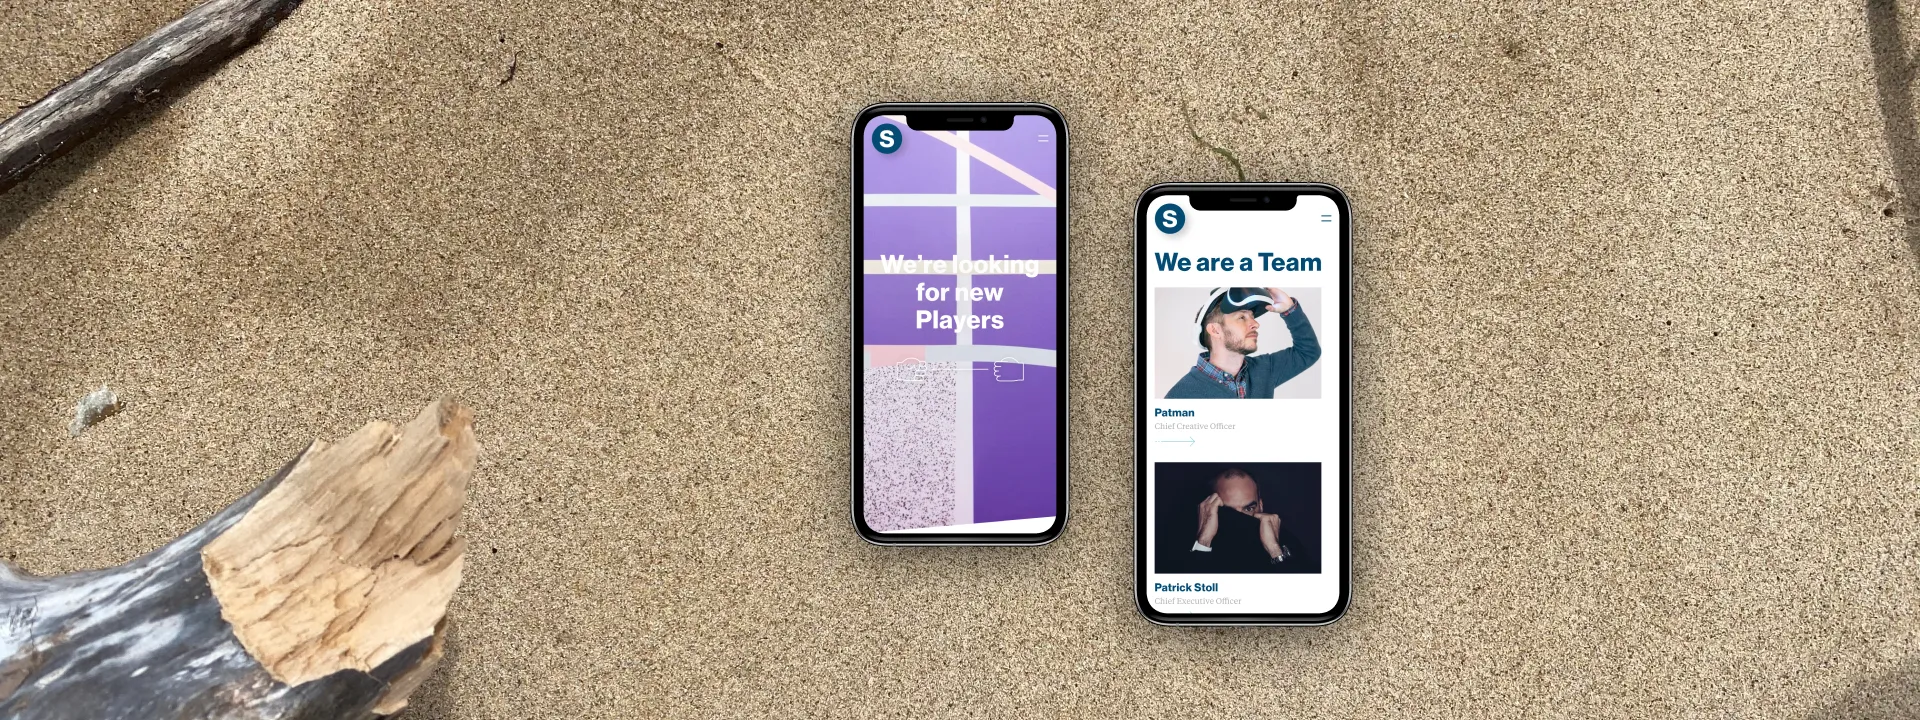 S
We're looking
for new
Players
S
We are a Team
Patman
Chief Creative Officer
Patrick Stoll
Chief Executive Officer